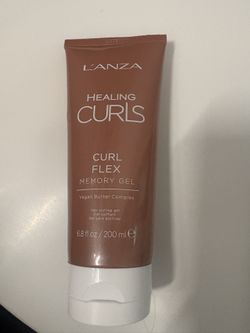 L'ANZA
HEALING
CURLS
CURL
FLEX
MEMORY GEL
Vegan Butter Complex
6.8 fl oz / 200 ml ℮